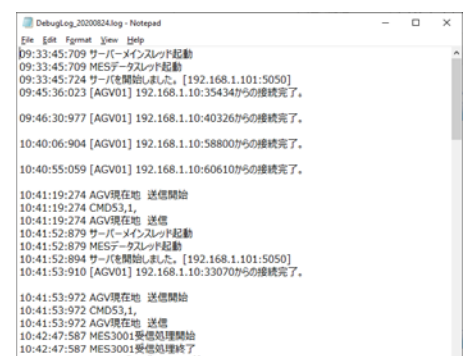 DebugLog_20200824.log - Notepad
File Edit Format View Help
09:33:45:709 サーバーメインスレッド起動
09:33:45:709 MESデータスレッド起動
09:33:45:724 サーバを開始しました。[192.168.1.101:5050]
09:45:36:023 [AGV01] 192.168.1.10:35434からの接続完了。
09:46:30:977 [AGV01] 192.168.1.10:40326からの接続完了。
10:40:06:904 [AGV01] 192.168.1.10:58800からの接続完了。
10:40:55:059 [AGV01] 192.168.1.10:60610からの接続完了。
10:41:19:274 AGV現在地 送信開始
10:41:19:274 CMD53,1,
10:41:19:274 AGV現在地 送信
10:41:52:879 サーバーメインスレッド起動
10:41:52:879 MESデータスレッド起動
10:41:52:894 サーバを開始しました。[192.168.1.101:5050]
10:41:53:910 [AGV01] 192.168.1.10:33070からの接続完了。
10:41:53:972 AGV現在地 送信開始
10:41:53:972 CMD53,1,
10:41:53:972 AGV現在地 送信
10:42:47:587 MES3001受信処理開始
10:42:47:587 MES3001受信処理終了